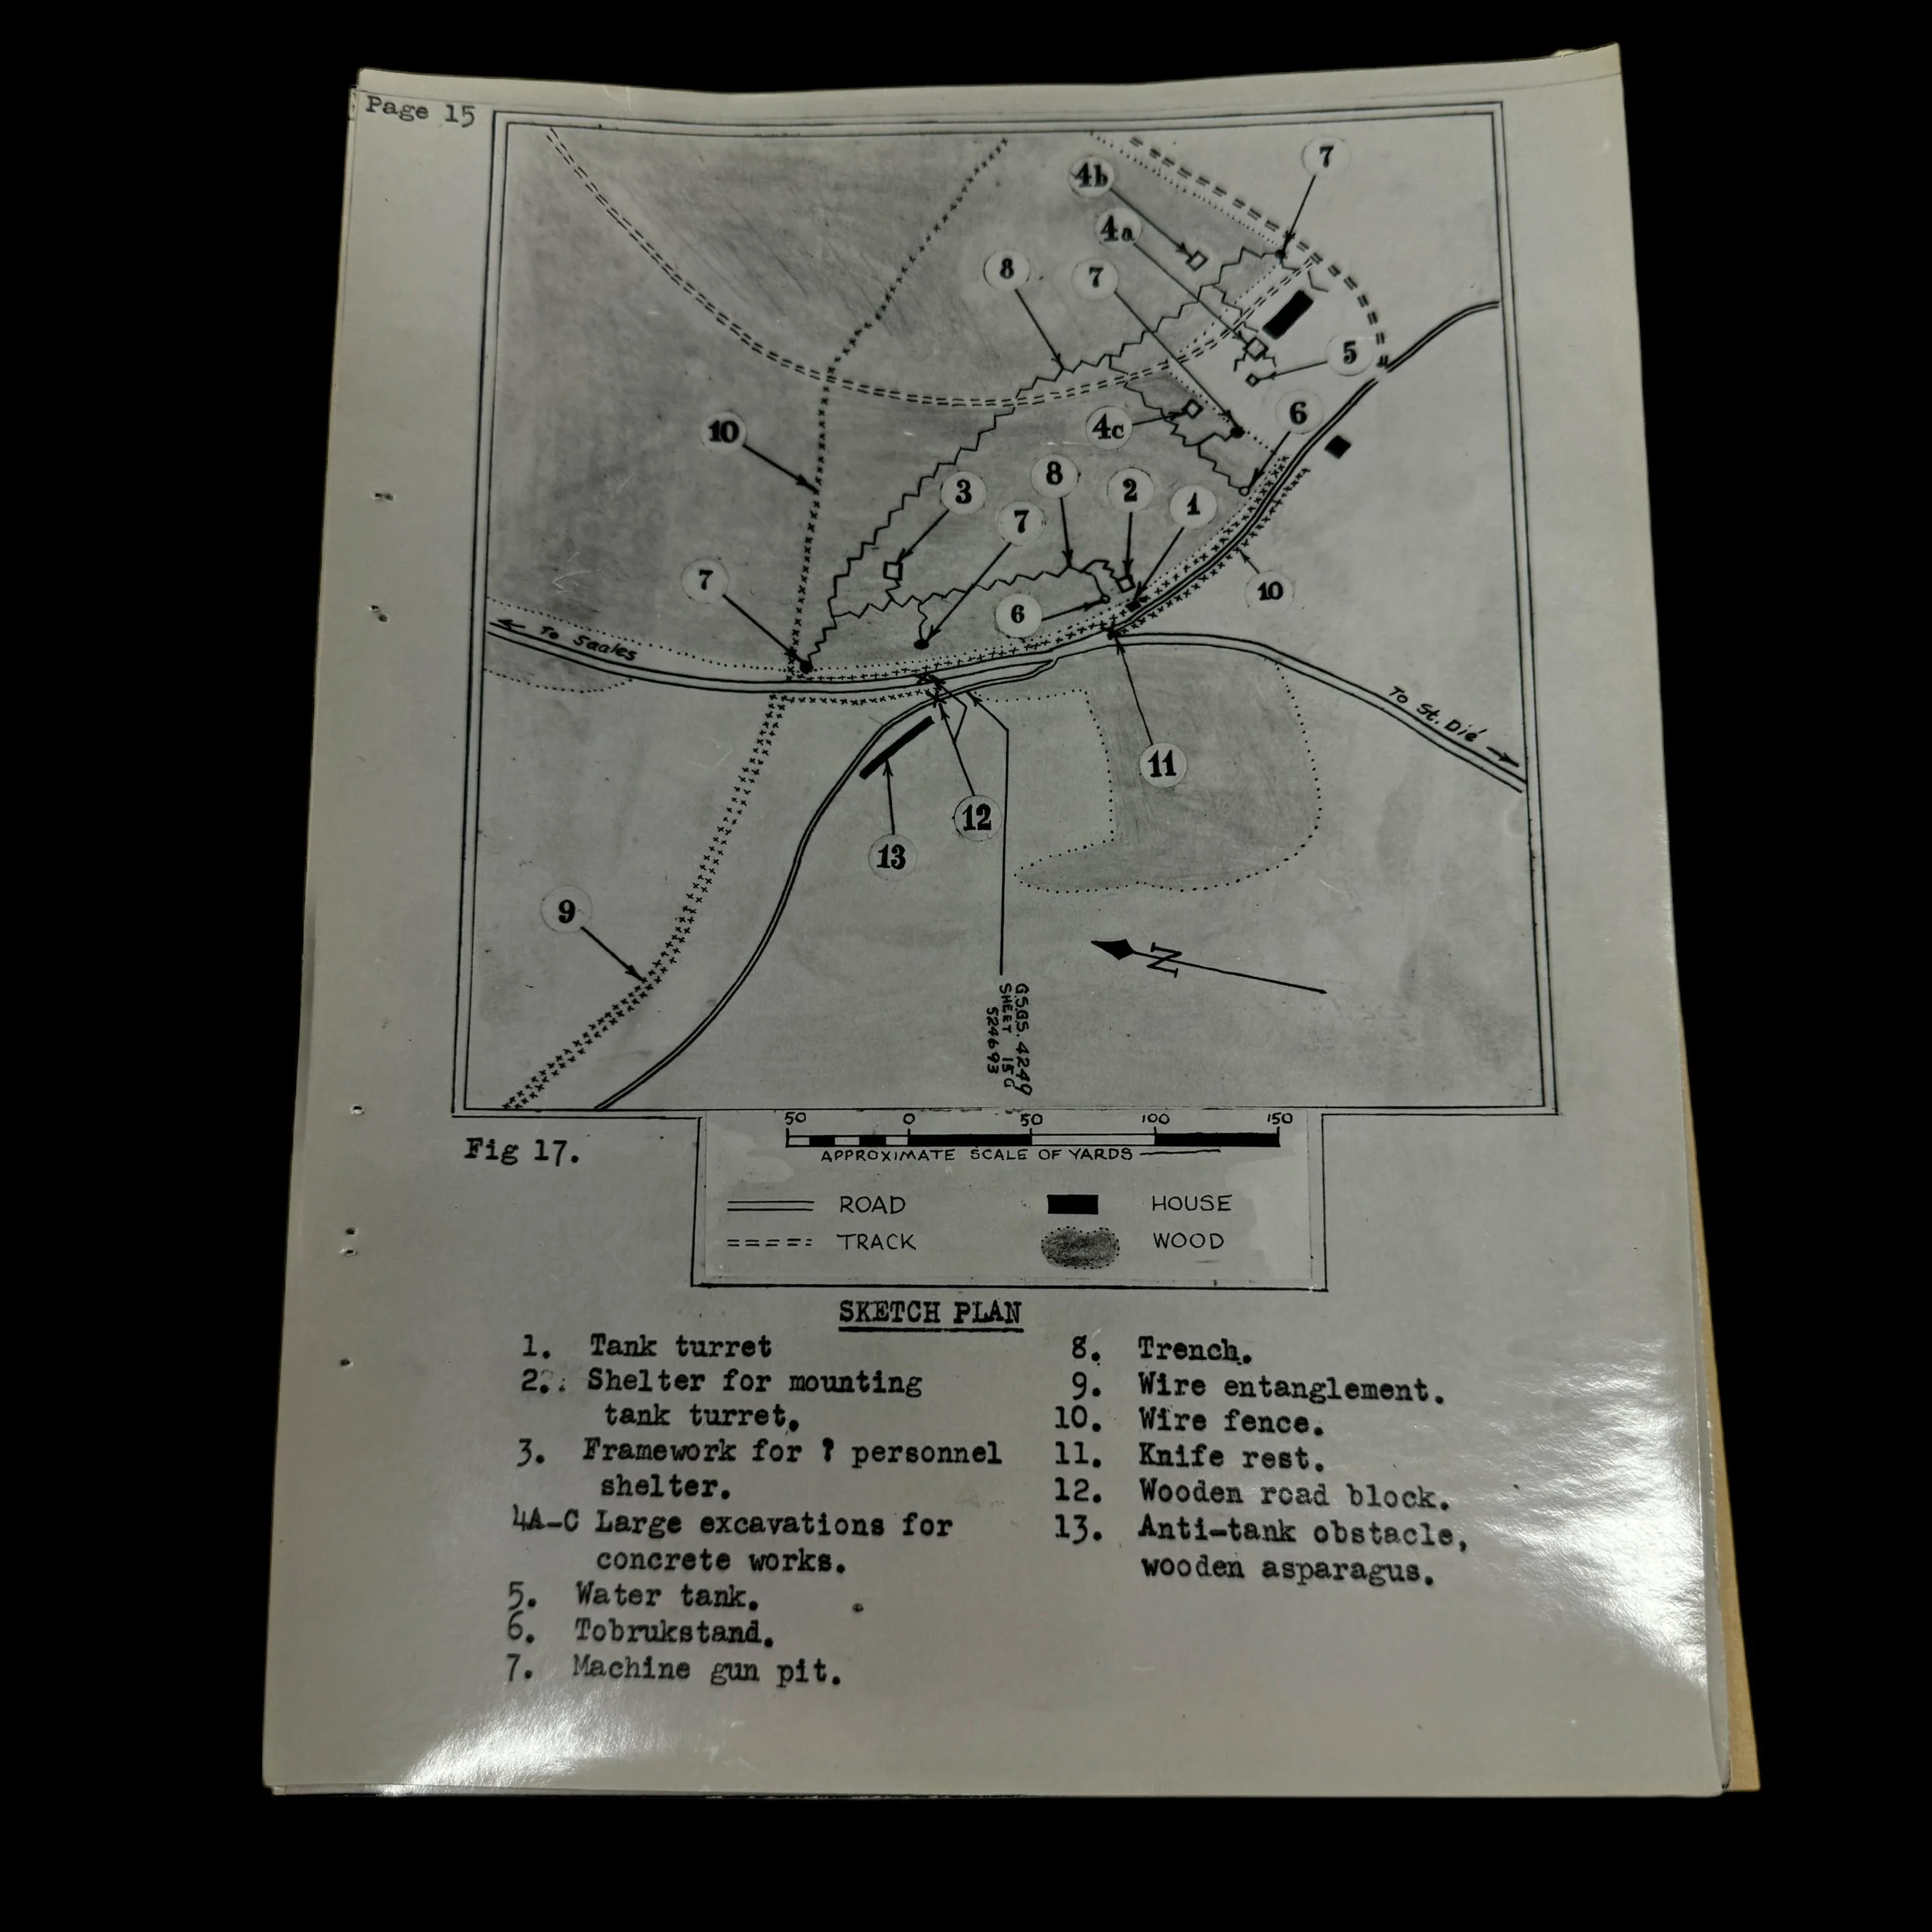 Page 15
7
4b
4a
8
7
5
10
6
4c
3
8
2
1
7
7
6
10
← To Saales
To St. Dié →
11
12
13
9
N
G.S.G.S. 4249
SHEET 15
524693
50 0 50 100 150
APPROXIMATE SCALE OF YARDS
Fig 17.
ROAD
HOUSE
TRACK
WOOD
SKETCH PLAN
1. Tank turret
2. Shelter for mounting
tank turret.
3. Framework for ? personnel
shelter.
4A-C Large excavations for
concrete works.
5. Water tank.
6. Tobrukstand.
7. Machine gun pit.
8. Trench.
9. Wire entanglement.
10. Wire fence.
11. Knife rest.
12. Wooden road block.
13. Anti-tank obstacle,
wooden asparagus.